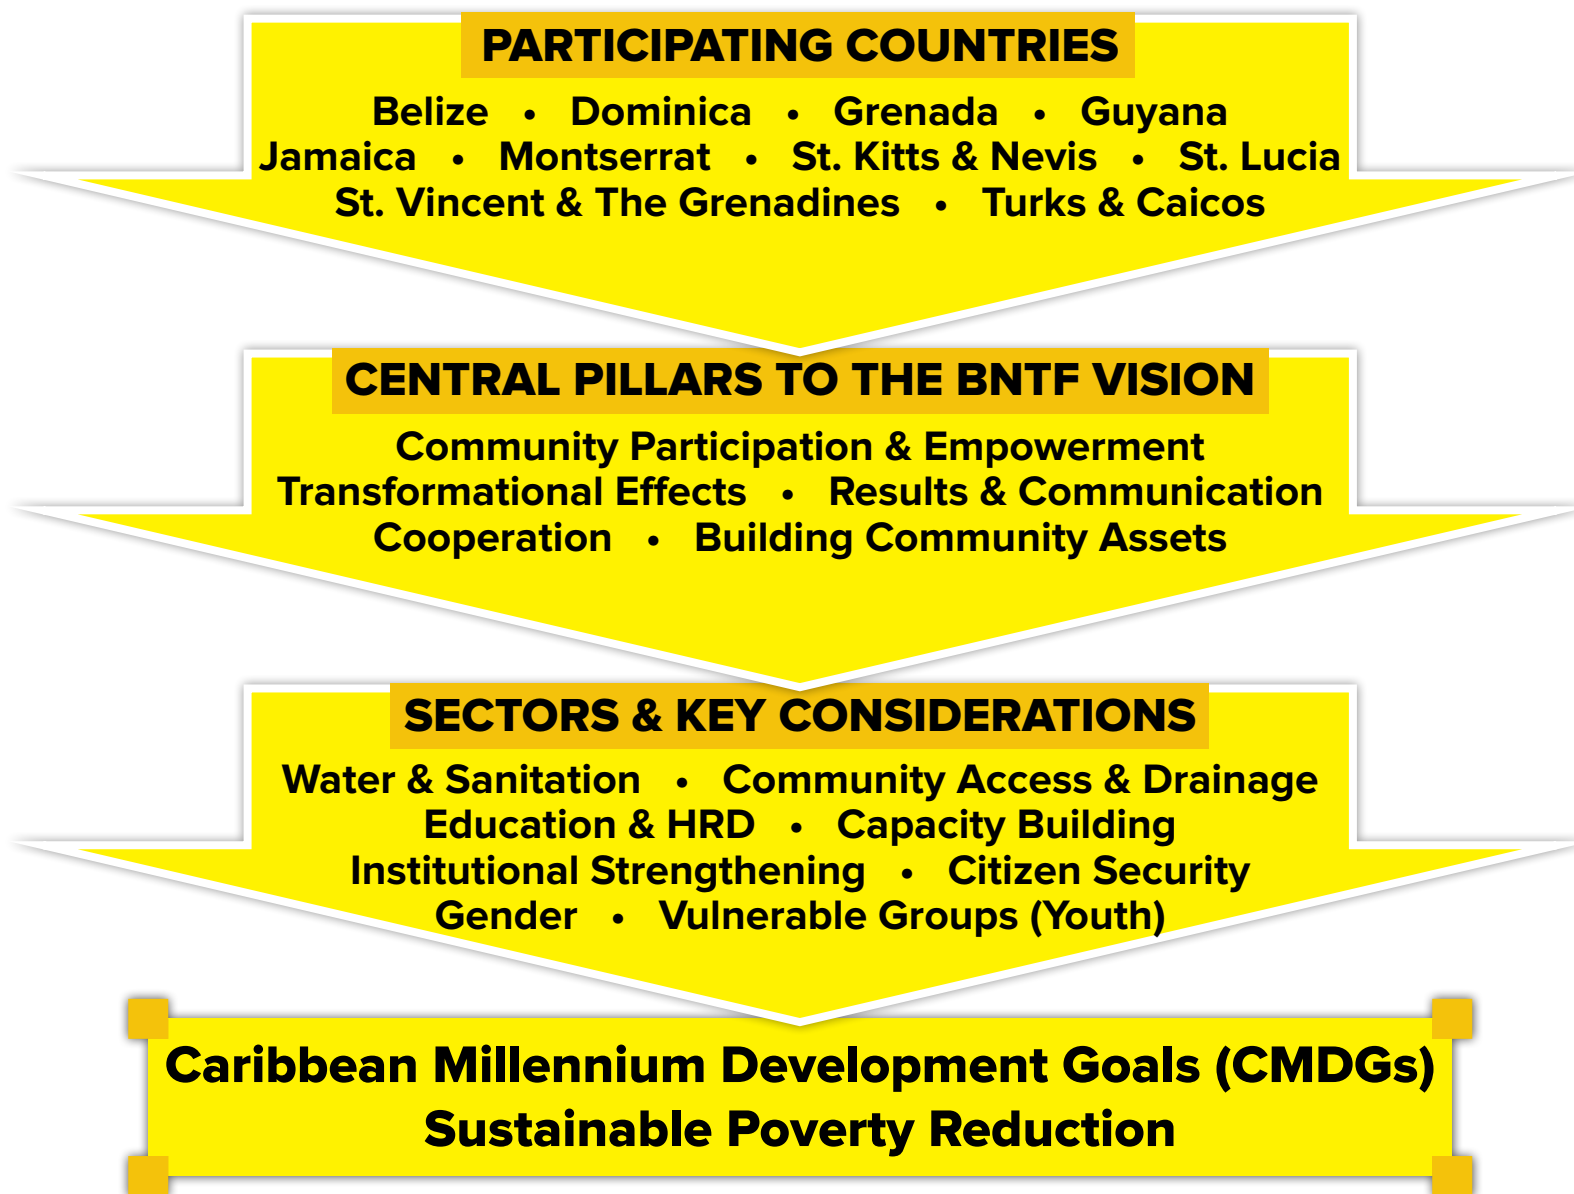 PARTICIPATING COUNTRIES
Belize • Dominica • Grenada • Guyana
Jamaica • Montserrat • St. Kitts & Nevis • St. Lucia
St. Vincent & The Grenadines • Turks & Caicos
CENTRAL PILLARS TO THE BNTF VISION
Community Participation & Empowerment
Transformational Effects • Results & Communication
Cooperation • Building Community Assets
SECTORS & KEY CONSIDERATIONS
Water & Sanitation • Community Access & Drainage
Education & HRD • Capacity Building
Institutional Strengthening • Citizen Security
Gender • Vulnerable Groups (Youth)
Caribbean Millennium Development Goals (CMDGs)
Sustainable Poverty Reduction